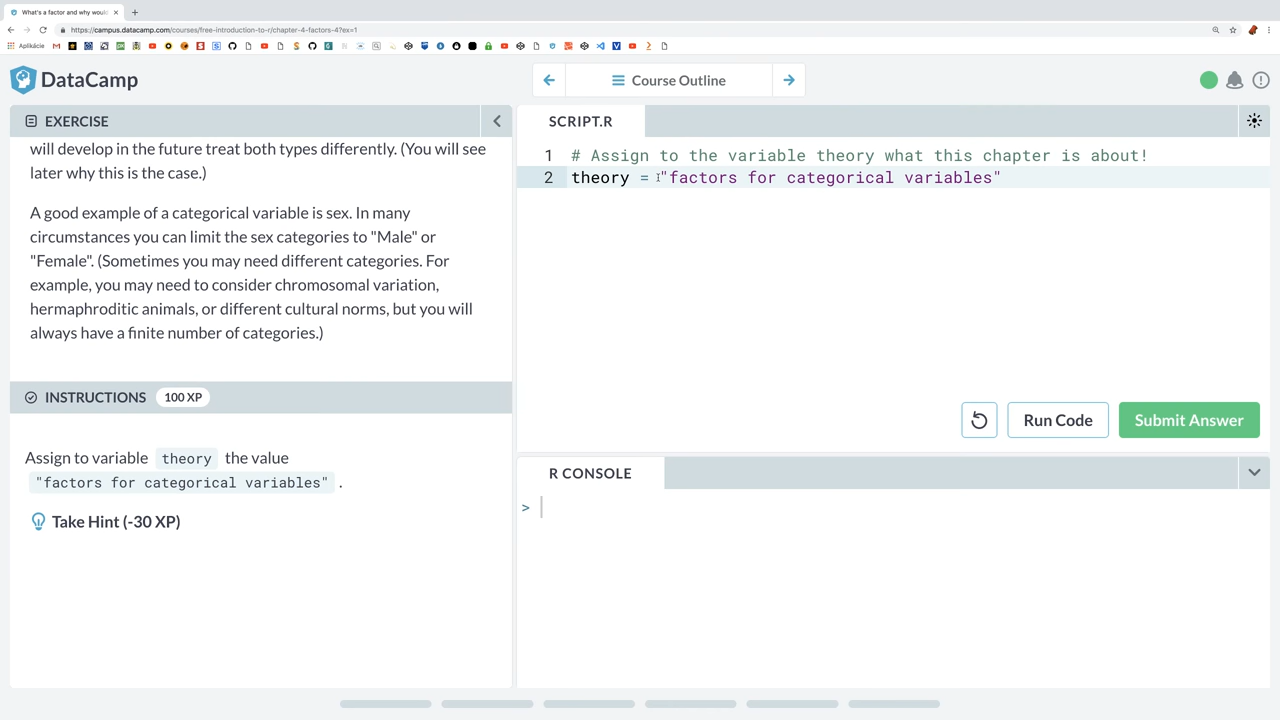 What's a factor and why would
https://campus.datacamp.com/courses/free-introduction-to-r/chapter-4-factors-4?ex=1
Aplikácie
DataCamp
Course Outline
EXERCISE
will develop in the future treat both types differently. (You will see
later why this is the case.)
A good example of a categorical variable is sex. In many
circumstances you can limit the sex categories to "Male" or
"Female". (Sometimes you may need different categories. For
example, you may need to consider chromosomal variation,
hermaphroditic animals, or different cultural norms, but you will
always have a finite number of categories.)
INSTRUCTIONS 100 XP
Assign to variable theory the value
"factors for categorical variables" .
Take Hint (-30 XP)
SCRIPT.R
1 # Assign to the variable theory what this chapter is about!
2 theory = "factors for categorical variables"
Run Code
Submit Answer
R CONSOLE
>